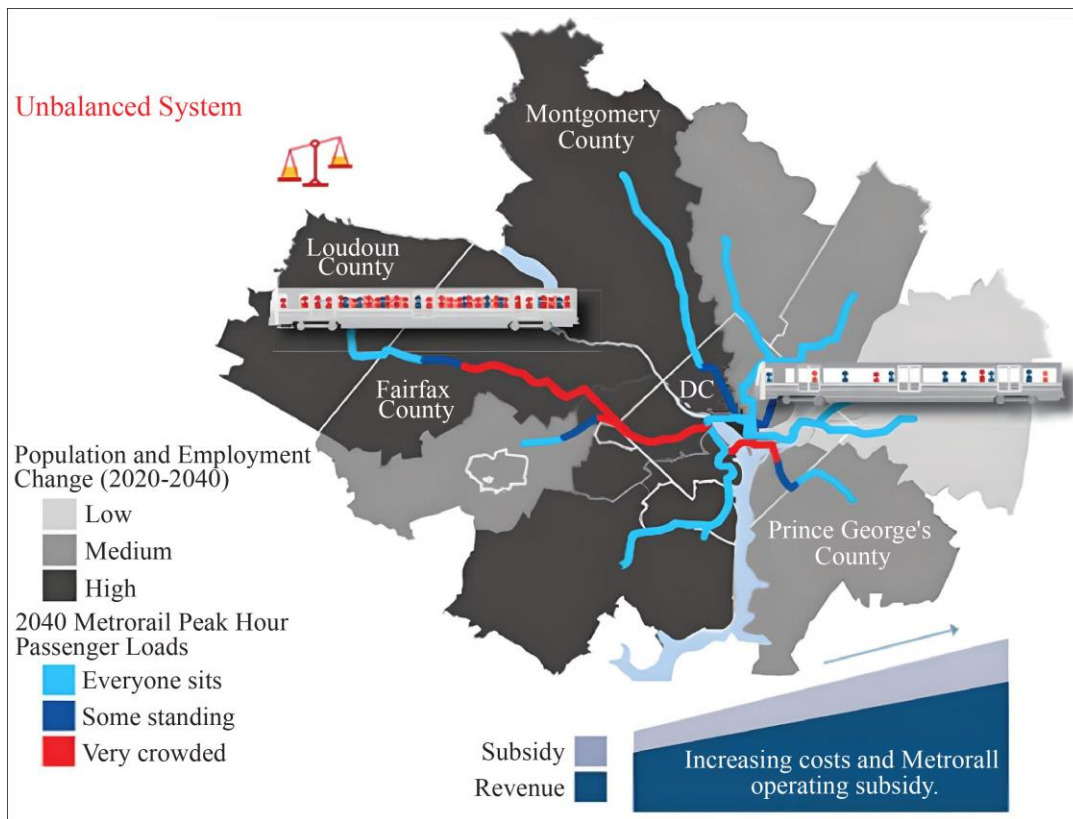 Unbalanced System
Montgomery
County
Loudoun
County
Fairfax
County
DC
Prince George's
County
Population and Employment
Change (2020-2040)
Low
Medium
High
2040 Metrorail Peak Hour
Passenger Loads
Everyone sits
Some standing
Very crowded
Subsidy
Revenue
Increasing costs and Metrorall
operating subsidy.